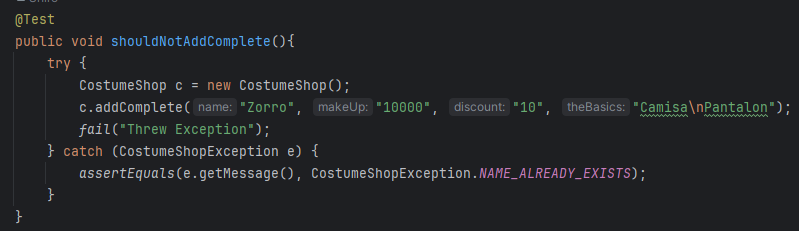 @Test
public void shouldNotAddComplete(){
try {
CostumeShop c = new CostumeShop();
c.addComplete( name: "Zorro", makeUp: "10000", discount: "10", theBasics: "Camisa\nPantalon");
fail("Threw Exception");
} catch (CostumeShopException e) {
assertEquals(e.getMessage(), CostumeShopException.NAME_ALREADY_EXISTS);
}
}